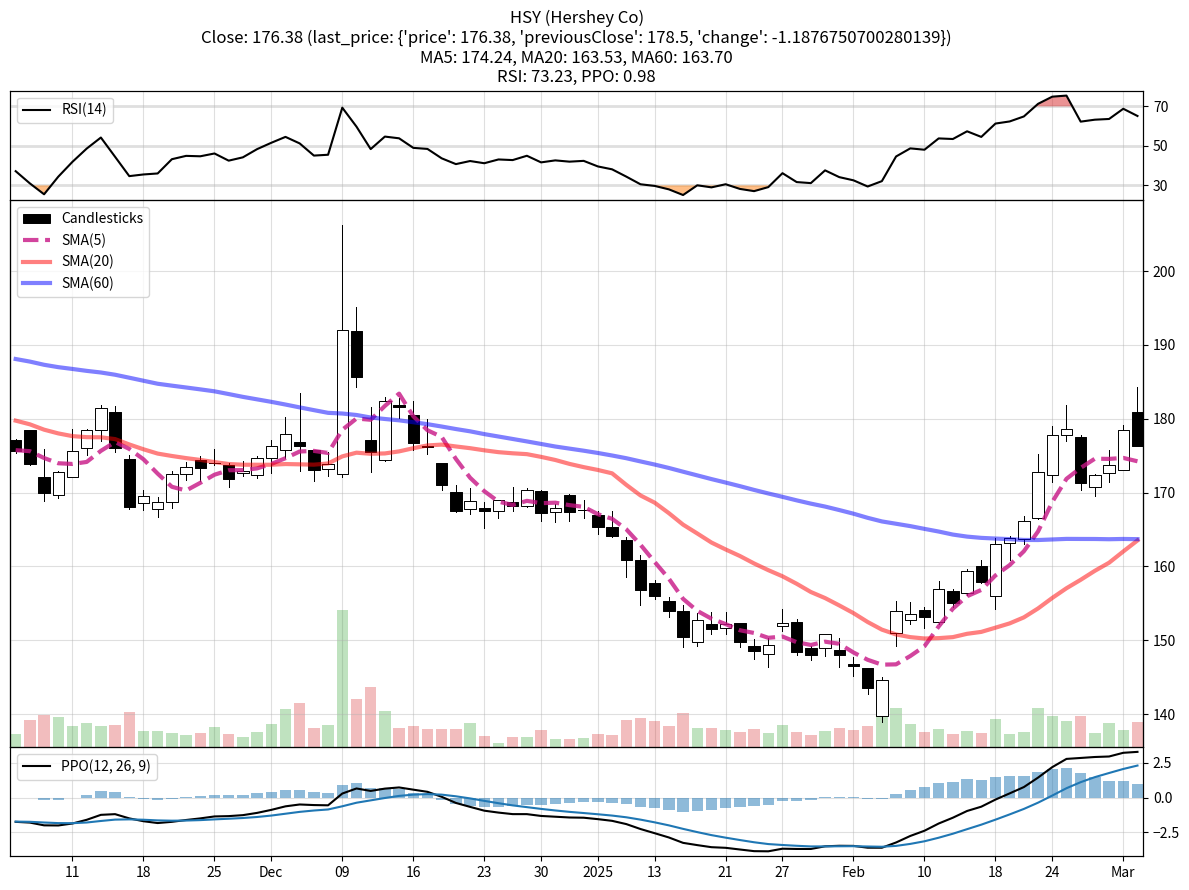 HSY (Hershey Co)
Close: 176.38 (last_price: {'price': 176.38, 'previousClose': 178.5, 'change': -1.1876750700280139})
MA5: 174.24, MA20: 163.53, MA60: 163.70
RSI: 73.23, PPO: 0.98
RSI(14)
70
50
30
Candlesticks
SMA(5)
SMA(20)
SMA(60)
200
190
180
170
160
150
140
PPO(12, 26, 9)
2.5
0.0
−2.5
11 18 25 Dec 09 16 23 30 2025 13 21 27 Feb 10 18 24 Mar